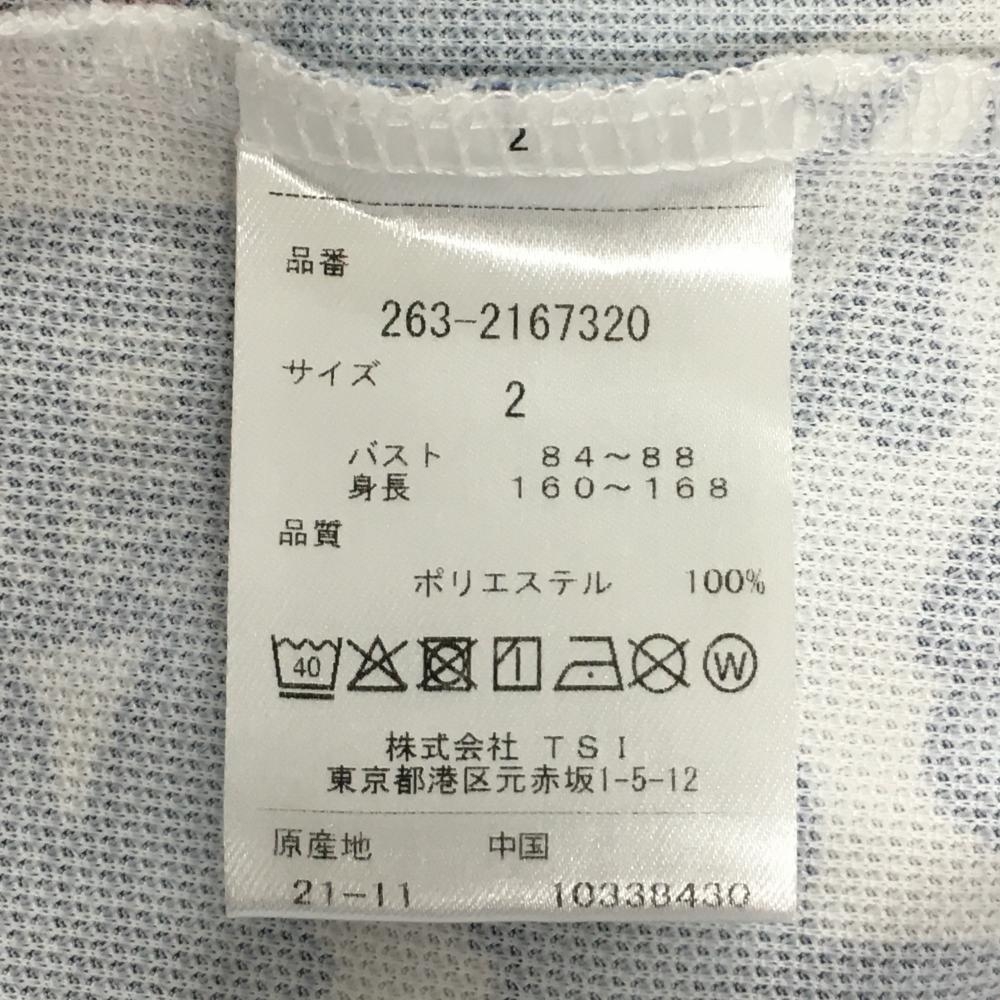 2
品番
263-2167320
サイズ
2
バスト 84~88
身長 160~168
品質
ポリエステル 100%
40 W
株式会社 TSI
東京都港区元赤坂1-5-12
原産地 中国
21-11 10338430